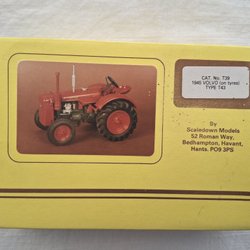 CAT. No. T39
1945 VOLVO (on tyres)
TYPE T43
By
Scaledown Models
52 Roman Way,
Bedhampton, Havant,
Hants. PO9 3PS